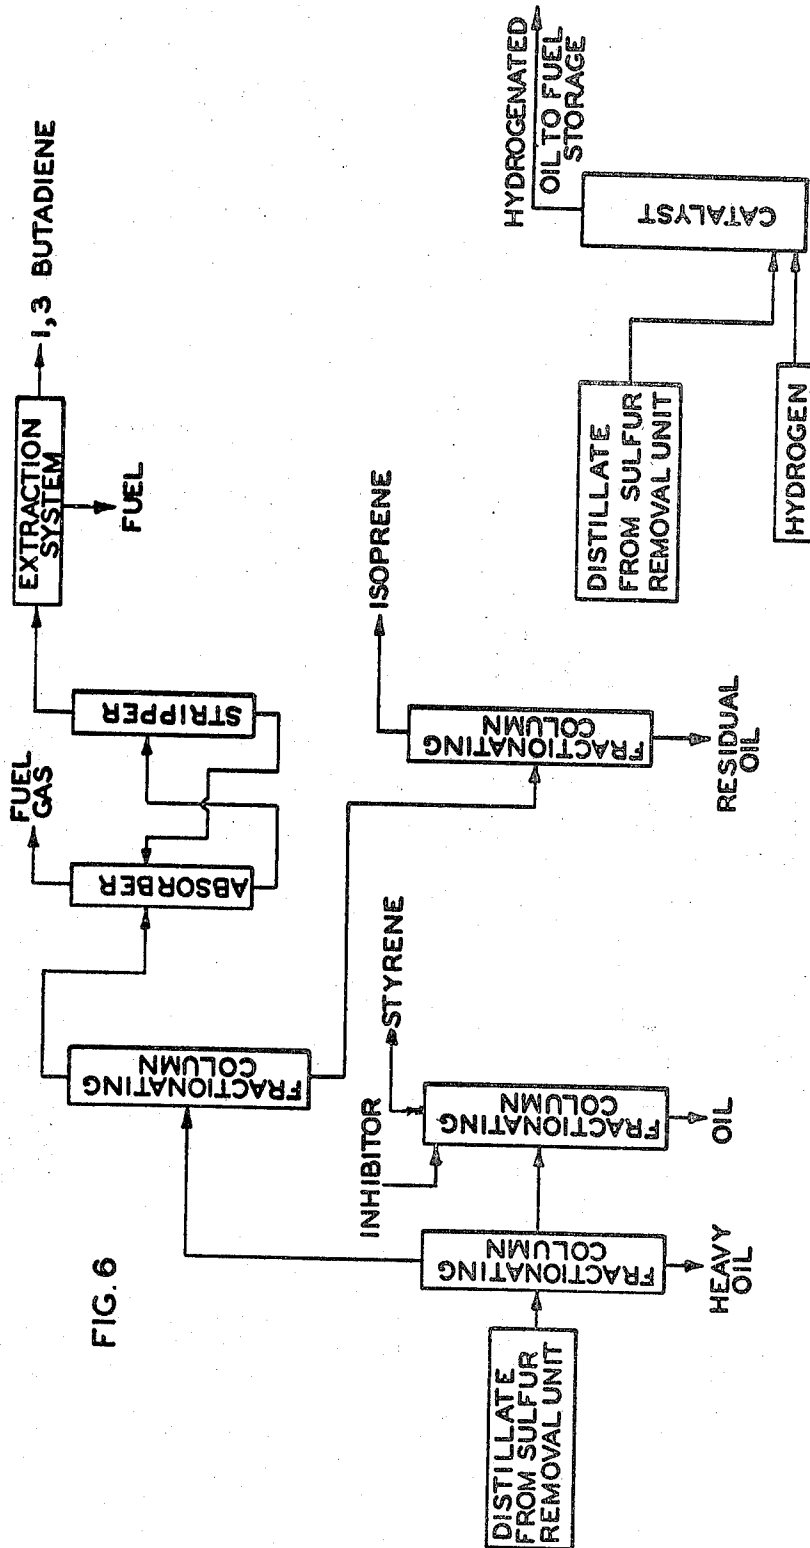 FIG. 6
DISTILLATE
FROM SULFUR
REMOVAL UNIT
FRACTIONATING
COLUMN
HEAVY
OIL
INHIBITOR
STYRENE
FRACTIONATING
COLUMN
OIL
FRACTIONATING
COLUMN
FUEL
GAS
ABSORBER
STRIPPER
EXTRACTION
SYSTEM
1,3 BUTADIENE
FUEL
ISOPRENE
FRACTIONATING
COLUMN
RESIDUAL
OIL
DISTILLATE
FROM SULFUR
REMOVAL UNIT
HYDROGEN
CATALYST
HYDROGENATED
OIL TO FUEL
STORAGE